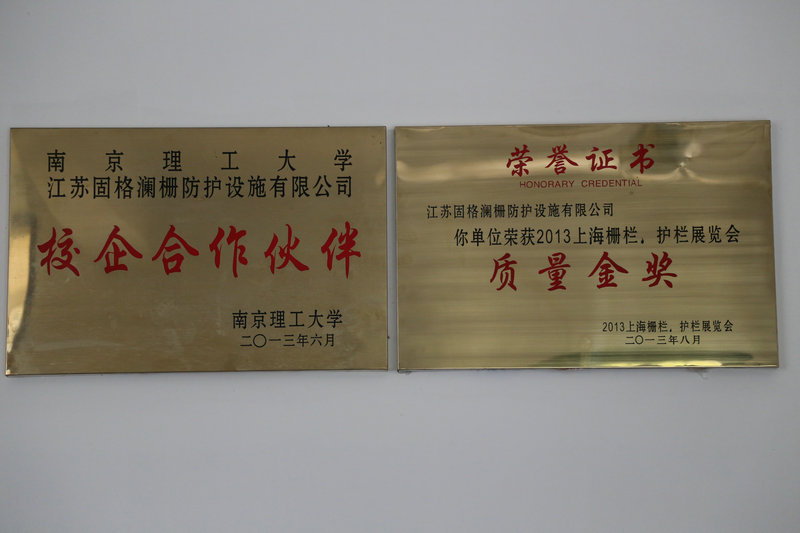 南京理工大学
江苏固格澜栅防护设施有限公司
校企合作伙伴
南京理工大学
二〇一三年六月
荣誉证书
HONORARY CREDENTIAL
江苏固格澜栅防护设施有限公司
你单位荣获2013上海栅栏，护栏展览会
质量金奖
2013上海栅栏，护栏展览会
二〇一三年八月